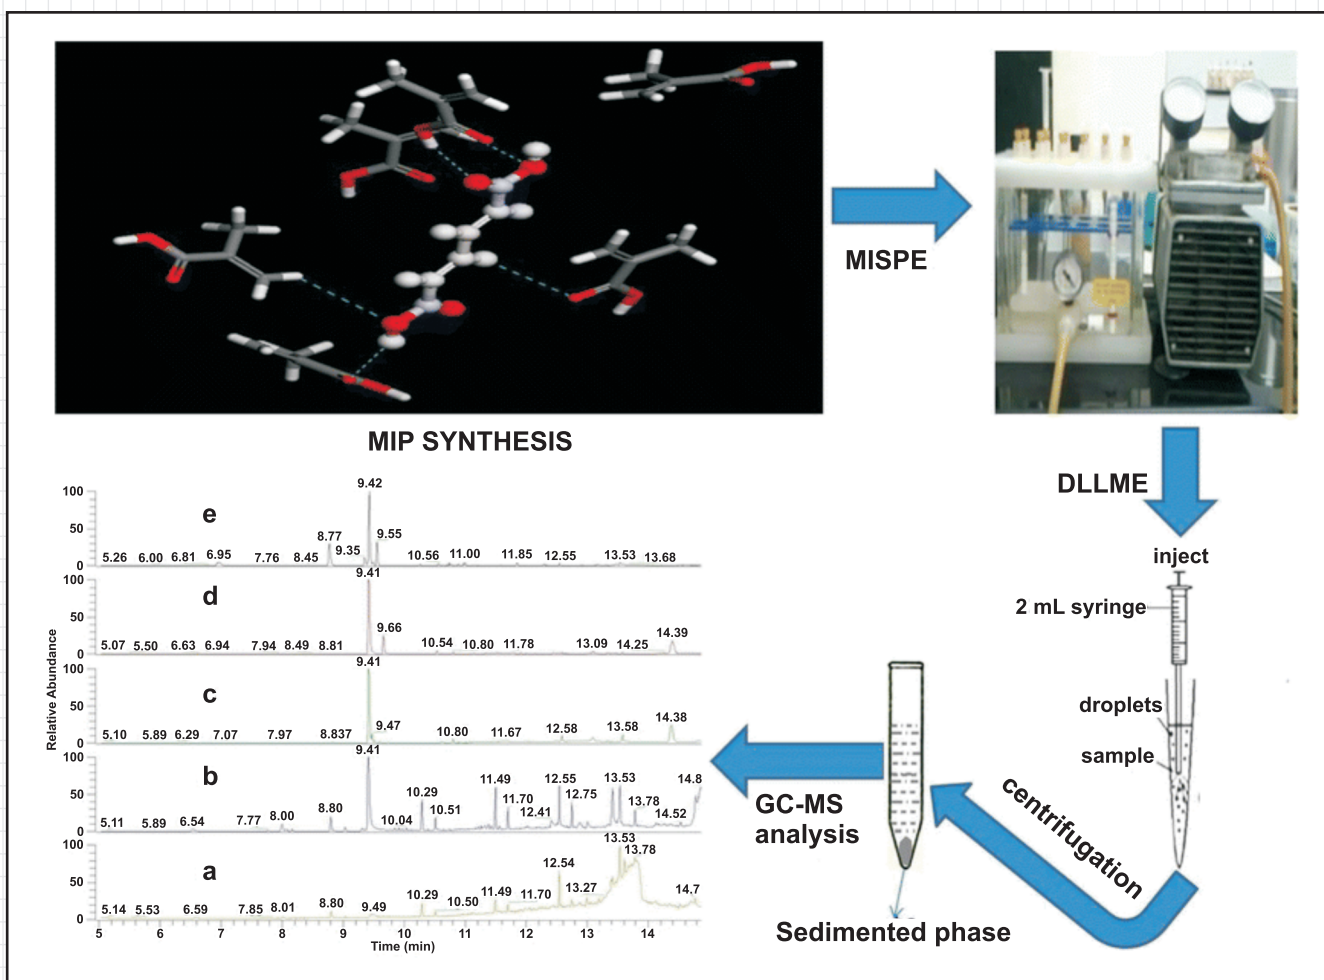 MISPE
MIP SYNTHESIS
DLLME
inject
2 mL syringe
droplets
sample
centrifugation
GC-MS
analysis
Sedimented phase
Relative Abundance
100
50
0
e
5.26 6.00 6.81 6.95 7.76 8.45 8.77 9.35 9.42 9.55 10.56 11.00 11.85 12.55 13.53 13.68
100
50
0
d
5.07 5.50 6.63 6.94 7.94 8.49 8.81 9.41 9.66 10.54 10.80 11.78 13.09 14.25 14.39
100
50
0
c
5.10 5.89 6.29 7.07 7.97 8.837 9.41 9.47 10.80 11.67 12.58 13.58 14.38
100
50
0
b
5.11 5.89 6.54 7.77 8.00 8.80 9.41 10.04 10.29 10.51 11.49 11.70 12.41 12.55 12.75 13.53 13.78 14.52 14.8
100
50
0
a
5.14 5.53 6.59 7.85 8.01 8.80 9.49 10.29 10.50 11.49 11.70 12.54 13.27 13.53 13.78 14.7
5 6 7 8 9 10 11 12 13 14
Time (min)